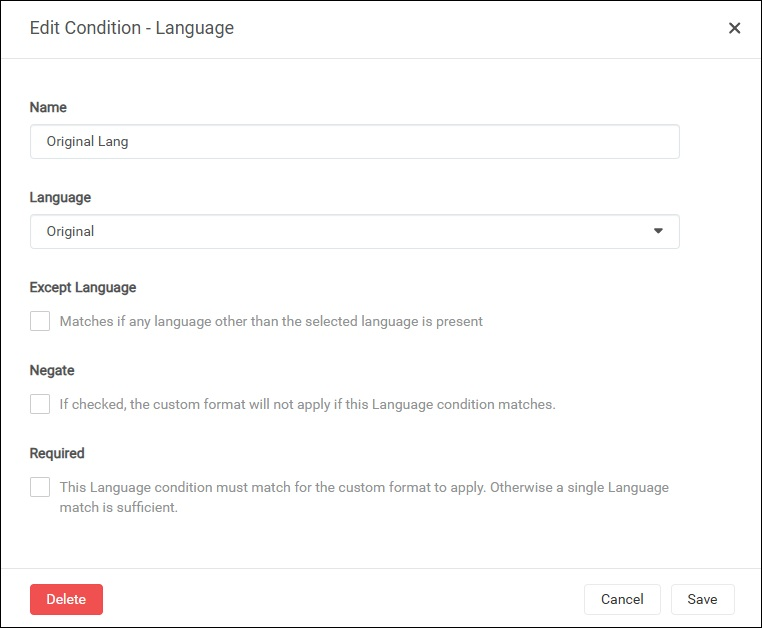 Edit Condition - Language
Name
Original Lang
Language
Original
Except Language
Matches if any language other than the selected language is present
Negate
If checked, the custom format will not apply if this Language condition matches.
Required
This Language condition must match for the custom format to apply. Otherwise a single Language
match is sufficient.
Delete
Cancel
Save